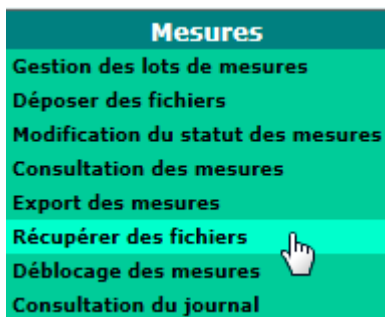 Mesures
Gestion des lots de mesures
Déposer des fichiers
Modification du statut des mesures
Consultation des mesures
Export des mesures
Récupérer des fichiers
Déblocage des mesures
Consultation du journal